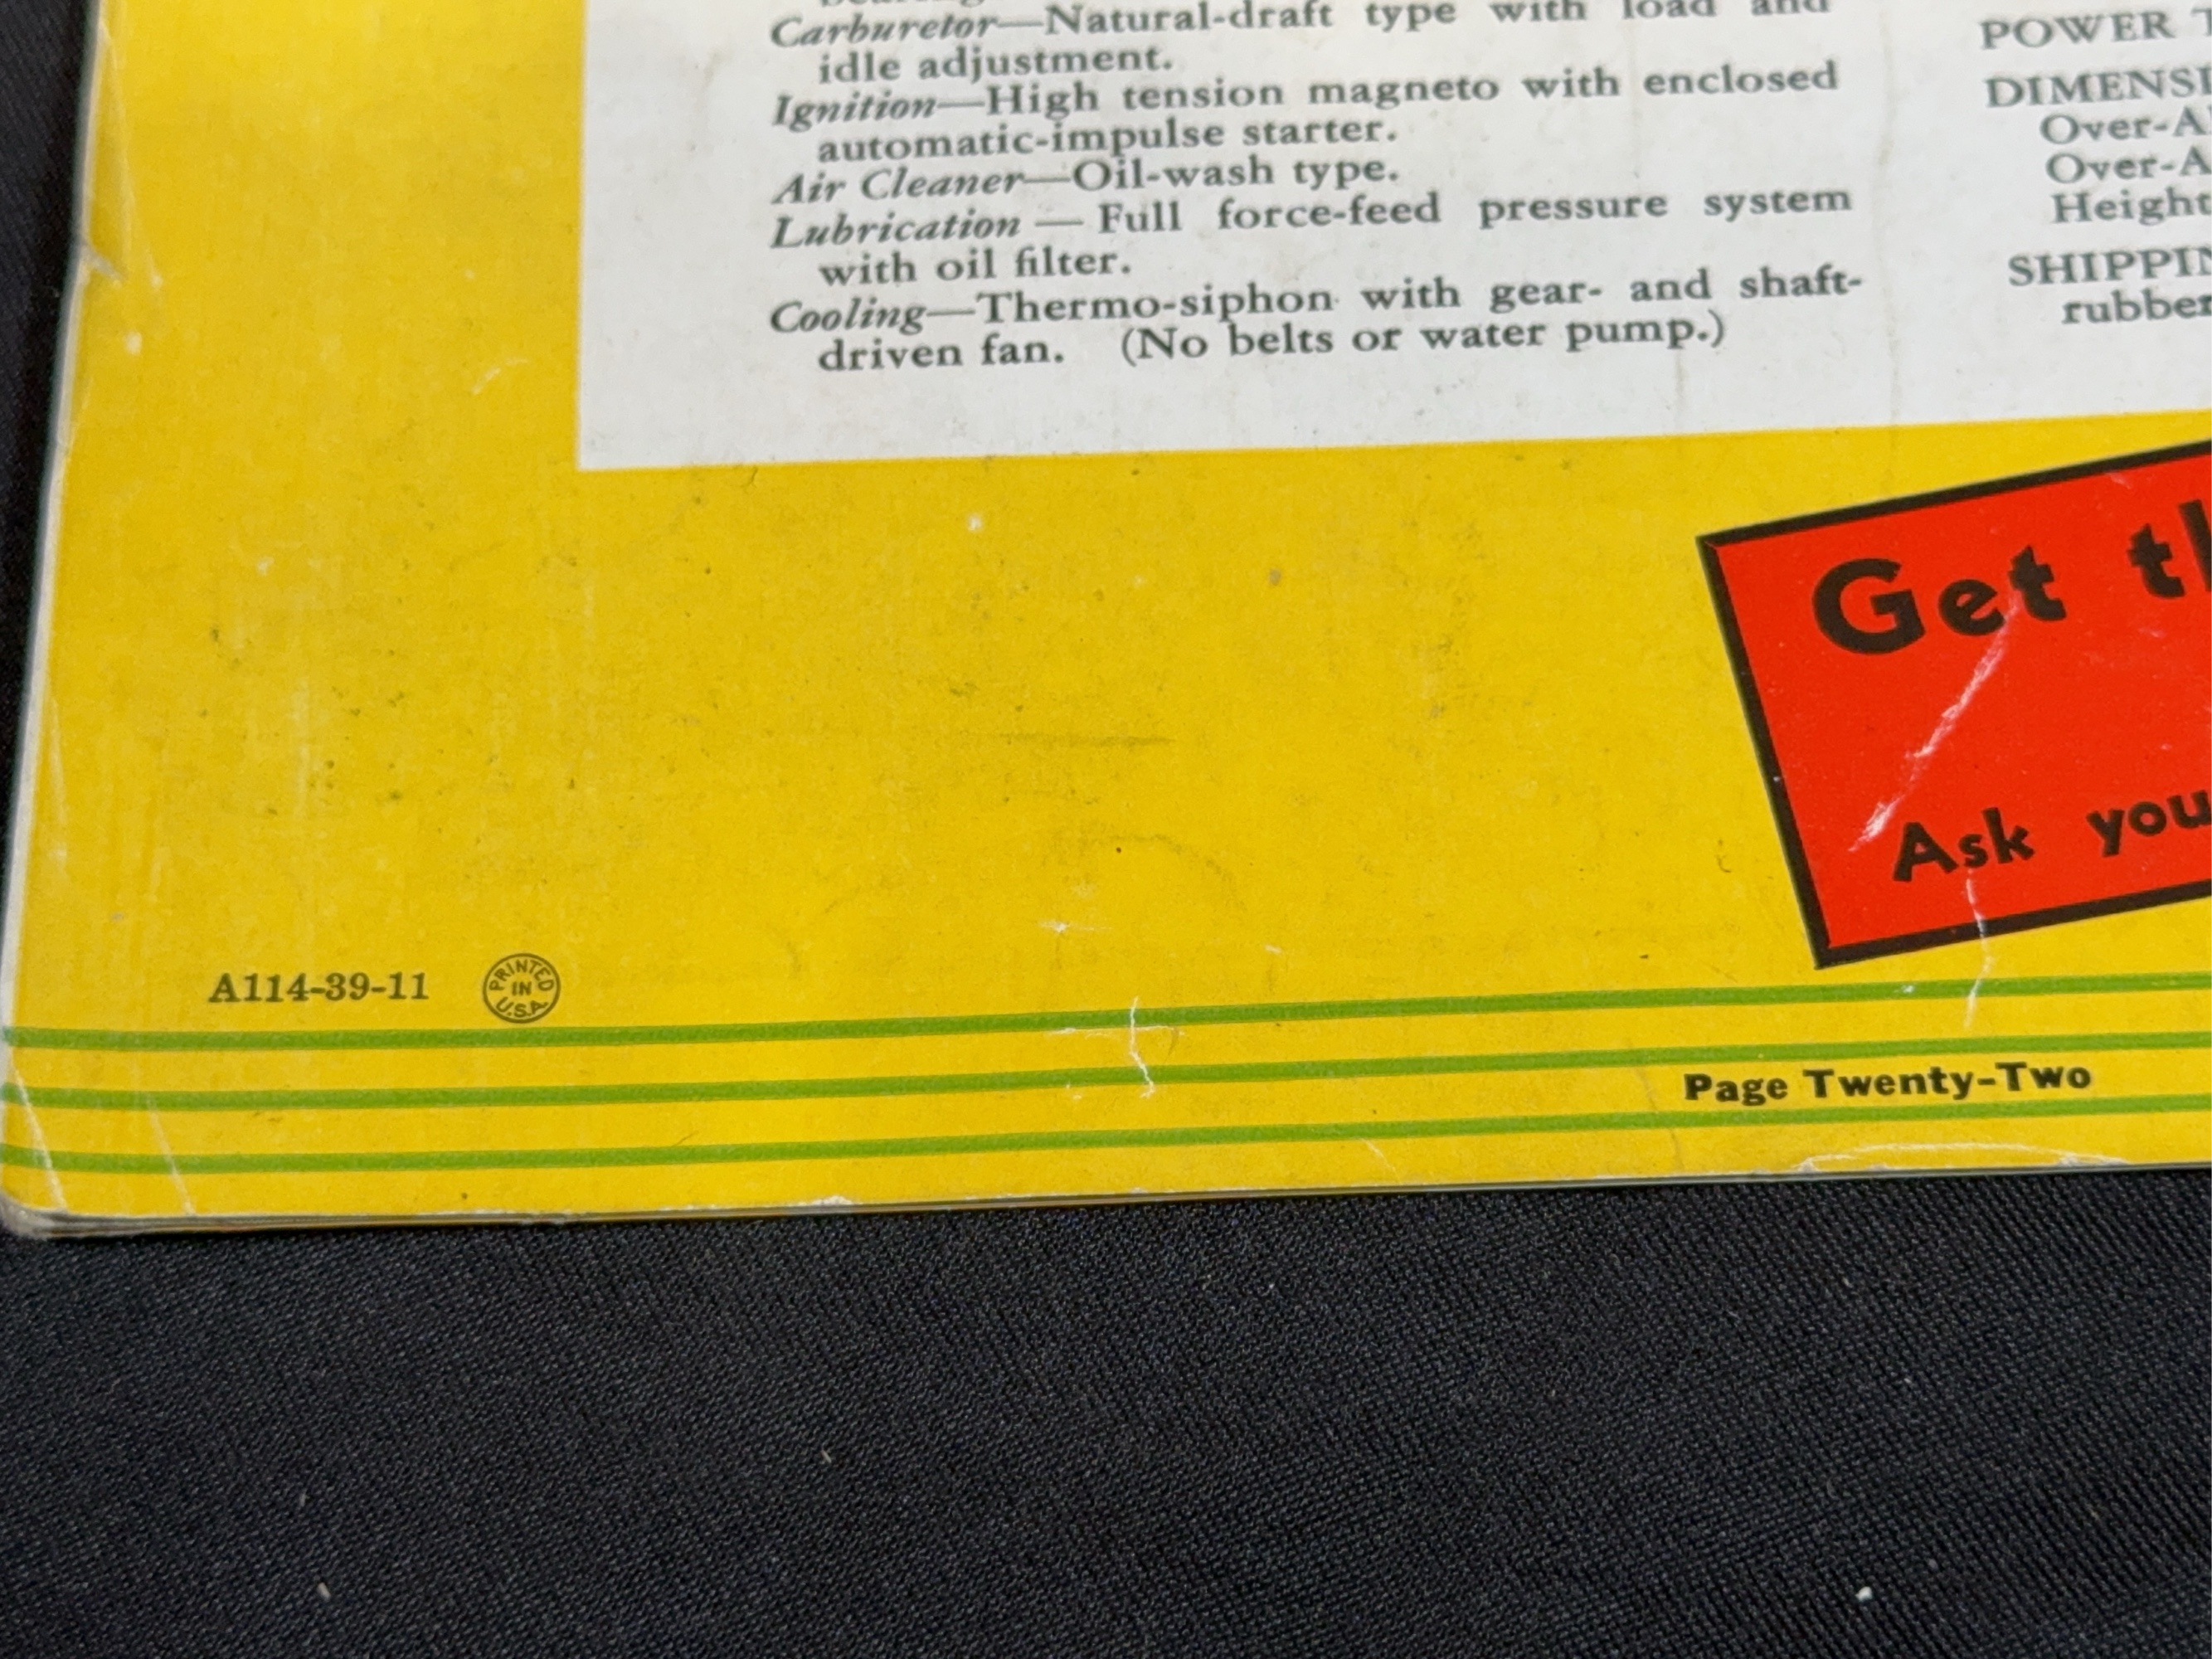 Carburetor—Natural-draft type with load and
idle adjustment.
Ignition—High tension magneto with enclosed
automatic-impulse starter.
Air Cleaner—Oil-wash type.
Lubrication — Full force-feed pressure system
with oil filter.
Cooling—Thermo-siphon with gear- and shaft-
driven fan. (No belts or water pump.)
POWER
DIMENSI
Over-A
Over-A
Height
SHIPPIN
rubber
Get th
Ask you
A114-39-11
PRINTED IN U.S.A.
Page Twenty-Two